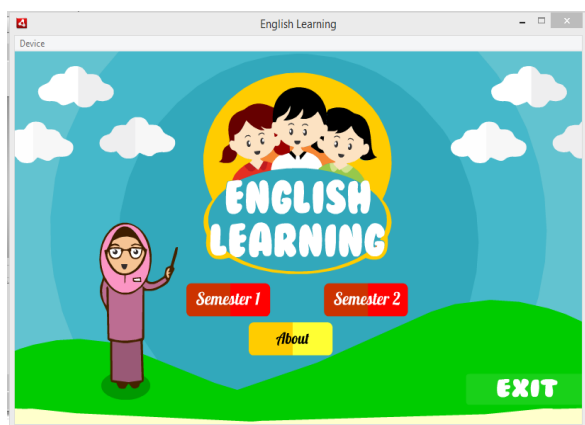 English Learning
Device
ENGLISH
LEARNING
Semester 1
Semester 2
About
EXIT